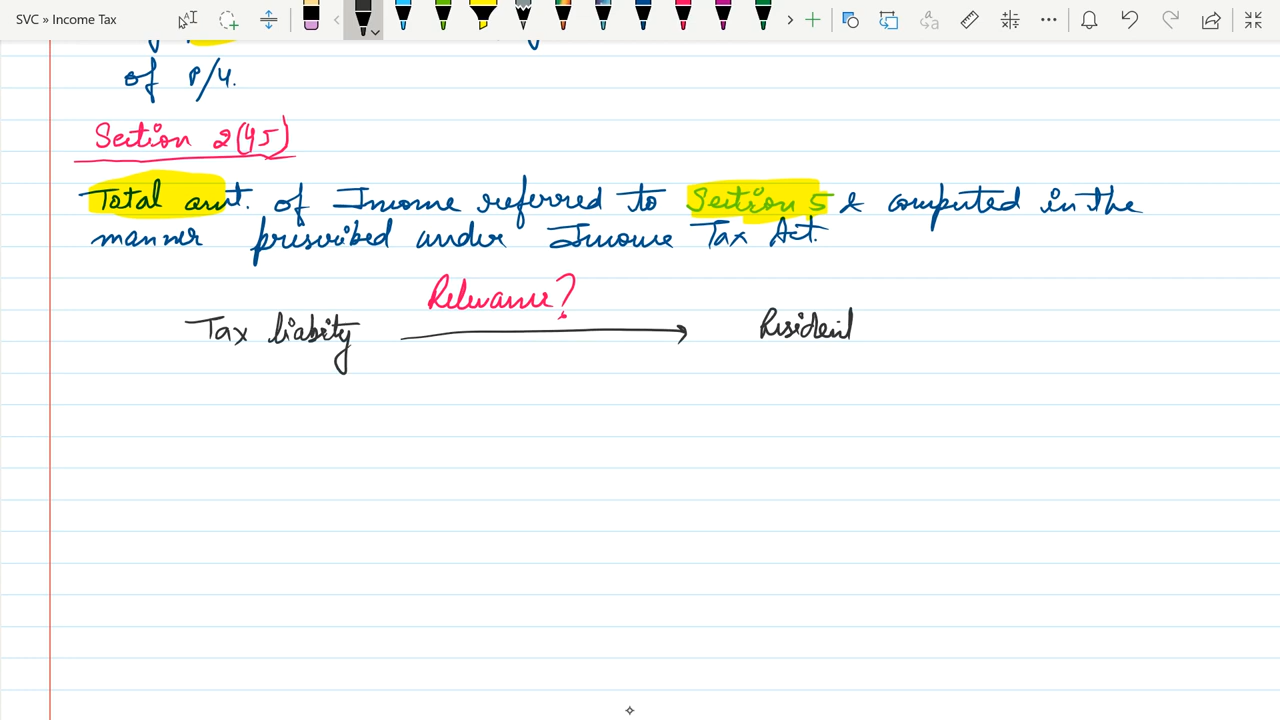 SVC » Income Tax
of P/Y.
Section 2(45)
Total amt. of Income referred to Section 5 & computed in the
manner prescribed under Income Tax Act.
Relevance?
Tax liabity
Resident